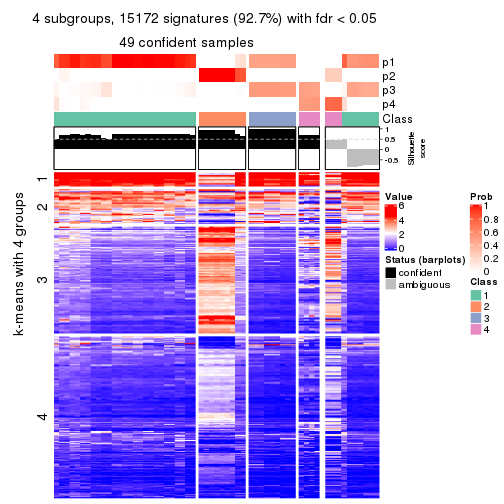 4 subgroups, 15172 signatures (92.7%) with fdr < 0.05
49 confident samples
p1
p2
p3
p4
Class
1
0.5
0
-0.5
Silhouette
score
k-means with 4 groups
1
2
3
4
Value
6
4
2
0
Status (barplots)
confident
ambiguous
Prob
1
0.8
0.6
0.4
0.2
0
Class
1
2
3
4